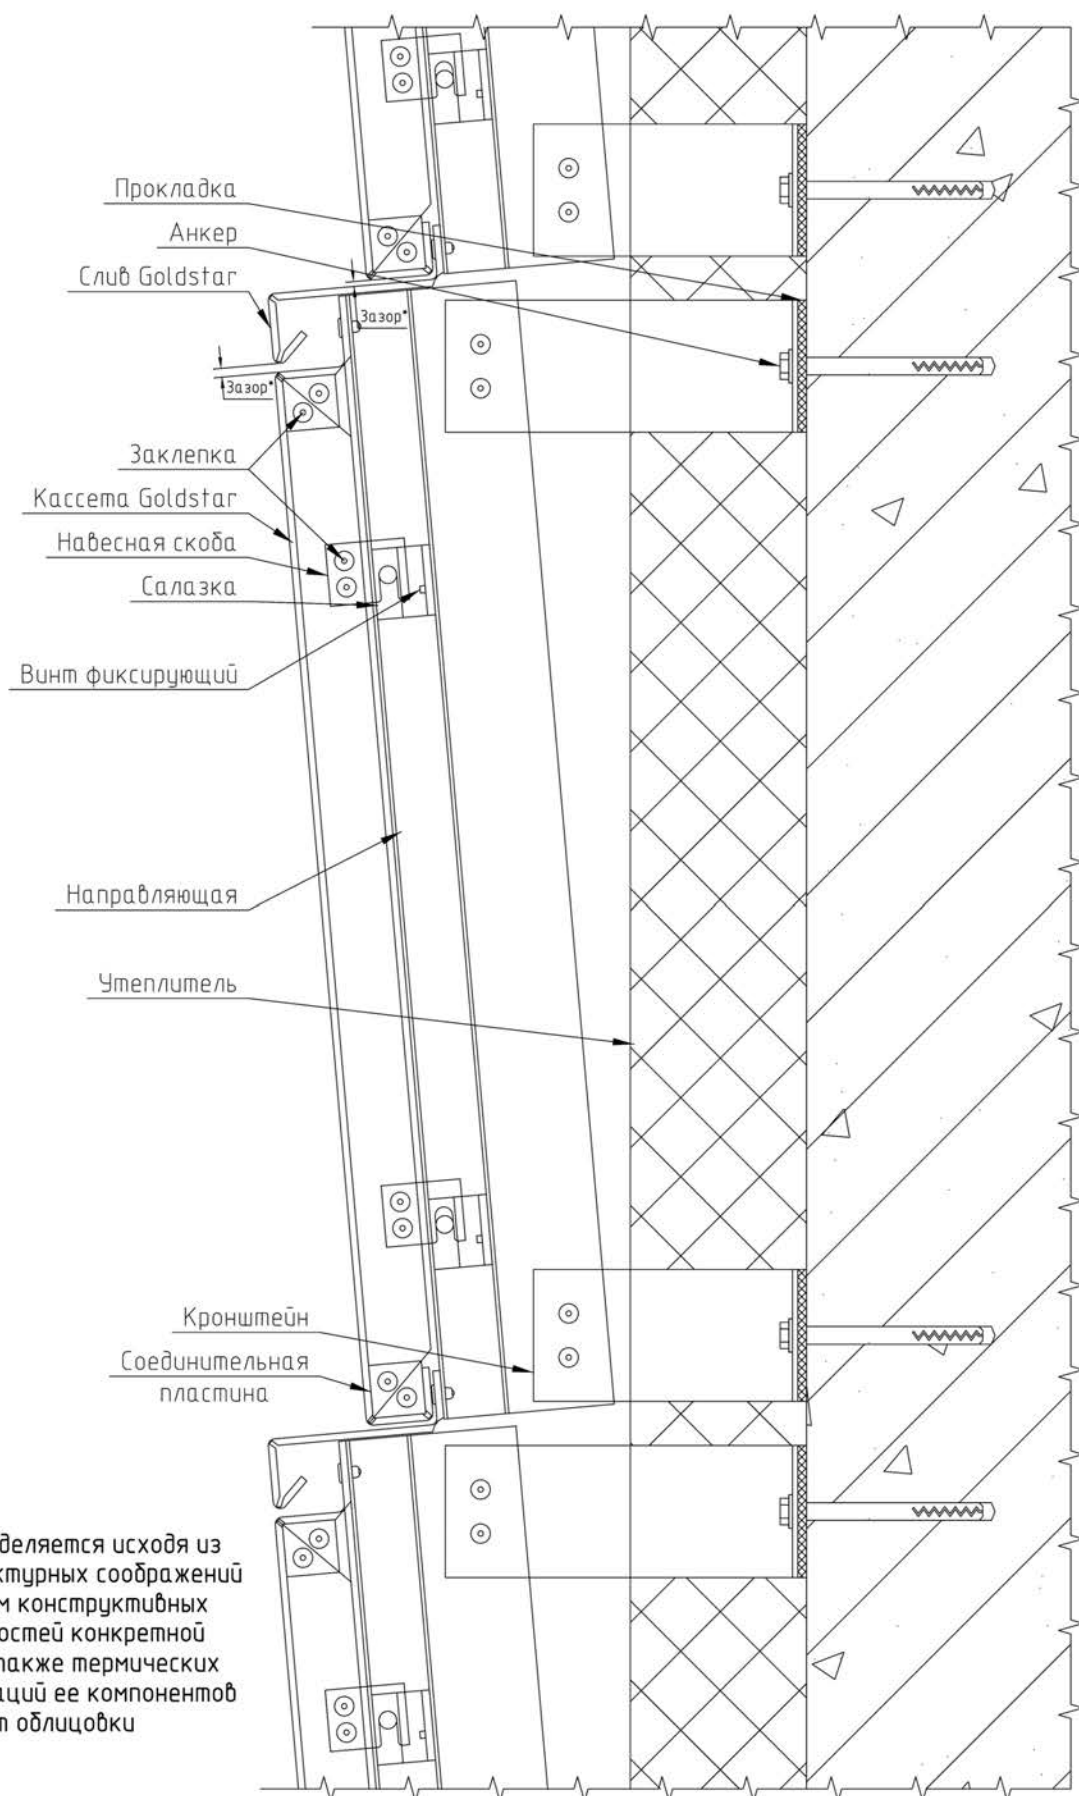 Прокладка
Анкер
Слив Goldstar
Зазор*
Зазор*
Заклепка
Кассета Goldstar
Навесная скоба
Салазка
Винт фиксирующий
Направляющая
Утеплитель
Кронштейн
Соединительная
пластина
деляется исходя из
ктурных соображений
м конструктивных
остей конкретной
также термических
аций ее компонентов
т облицовки